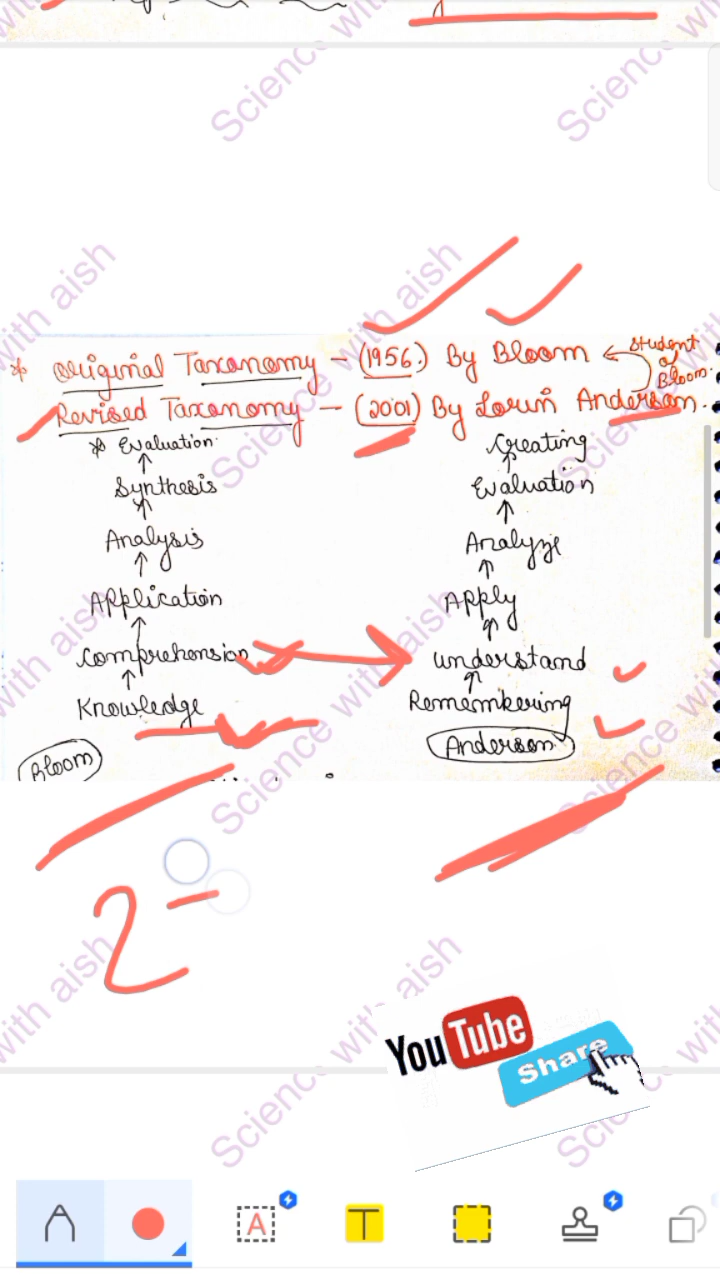 * Original Taxonomy - (1956) By Bloom ← Student of Bloom.
Revised Taxonomy - (2001) By Lorin Anderson.
* Evaluation.
↑
Synthesis
↑
Analysis
↑
Application
↑
Comprehension
↑
Knowledge
Bloom
Creating
↑
Evaluation
↑
Analyze
↑
Apply
↑
understand
↑
Remembering
Anderson
2-
YouTube
Share
A
T
Science with aish